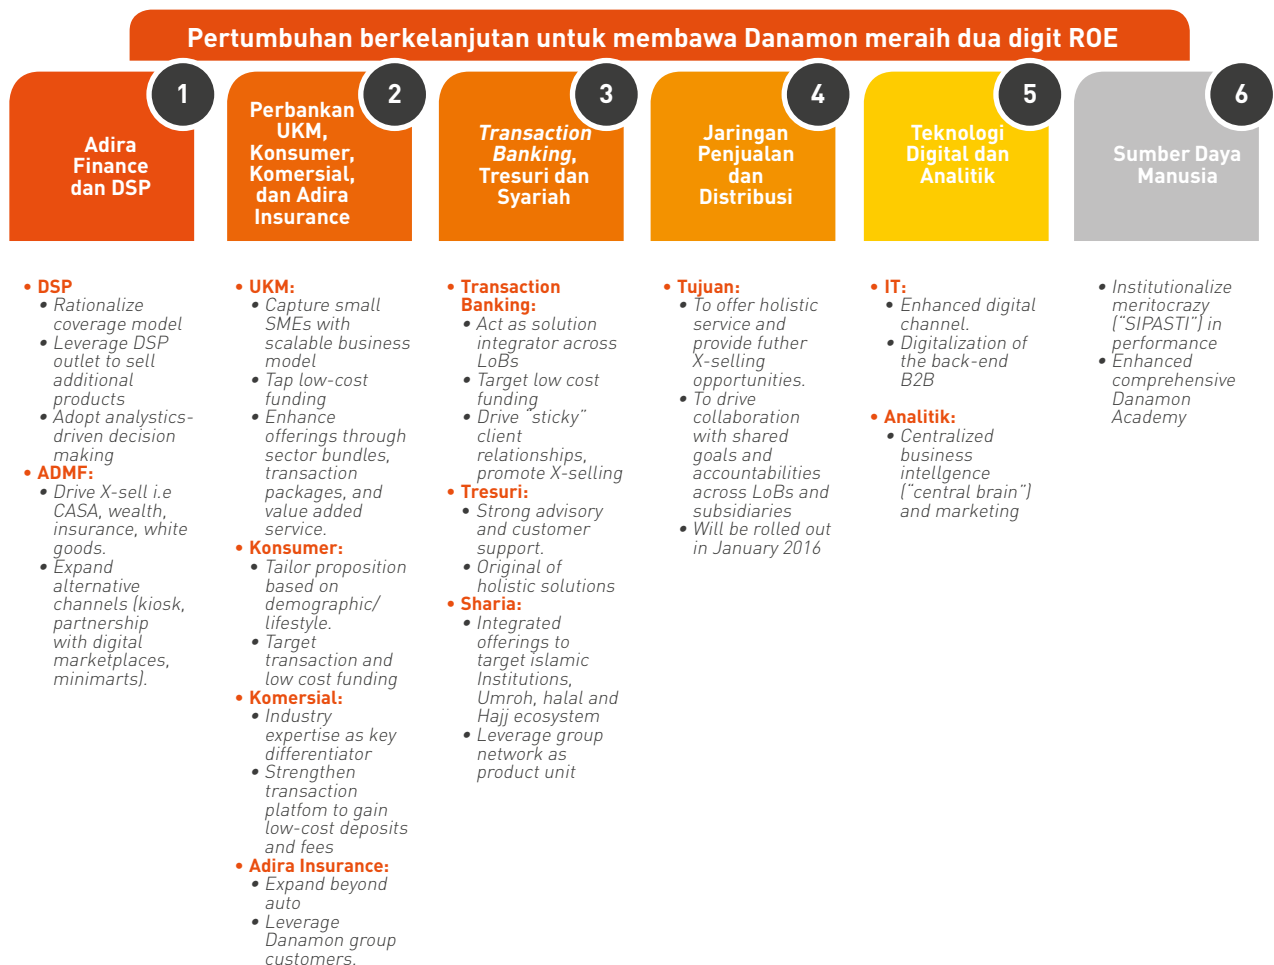 Pertumbuhan berkelanjutan untuk membawa Danamon meraih dua digit ROE
1
Adira
Finance
dan DSP
• DSP
• Rationalize
coverage model
• Leverage DSP
outlet to sell
additional
products
• Adopt analystics-
driven decision
making
• ADMF:
• Drive X-sell i.e
CASA, wealth,
insurance, white
goods.
• Expand
alternative
channels (kiosk,
partnership
with digital
marketplaces,
minimarts).
2
Perbankan
UKM,
Konsumer,
Komersial,
dan Adira
Insurance
• UKM:
• Capture small
SMEs with
scalable business
model
• Tap low-cost
funding
• Enhance
offerings through
sector bundles,
transaction
packages, and
value added
service.
• Konsumer:
• Tailor proposition
based on
demographic/
lifestyle.
• Target
transaction and
low cost funding
• Komersial:
• Industry
expertise as key
differentiator
• Strengthen
transaction
platfom to gain
low-cost deposits
and fees
• Adira Insurance:
• Expand beyond
auto
• Leverage
Danamon group
customers.
3
Transaction
Banking,
Tresuri dan
Syariah
• Transaction
Banking:
• Act as solution
integrator across
LoBs
• Target low cost
funding
• Drive “sticky”
client
relationships,
promote X-selling
• Tresuri:
• Strong advisory
and customer
support.
• Original of
holistic solutions
• Sharia:
• Integrated
offerings to
target islamic
Institutions,
Umroh, halal and
Hajj ecosystem
• Leverage group
network as
product unit
4
Jaringan
Penjualan
dan
Distribusi
• Tujuan:
• To offer holistic
service and
provide futher
X-selling
opportunities.
• To drive
collaboration
with shared
goals and
accountabilities
across LoBs and
subsidiaries
• Will be rolled out
in January 2016
5
Teknologi
Digital dan
Analitik
• IT:
• Enhanced digital
channel.
• Digitalization of
the back-end
B2B
• Analitik:
• Centralized
business
intellgence
(“central brain”)
and marketing
6
Sumber Daya
Manusia
• Institutionalize
meritocrazy
(“SIPASTI”) in
performance
• Enhanced
comprehensive
Danamon
Academy